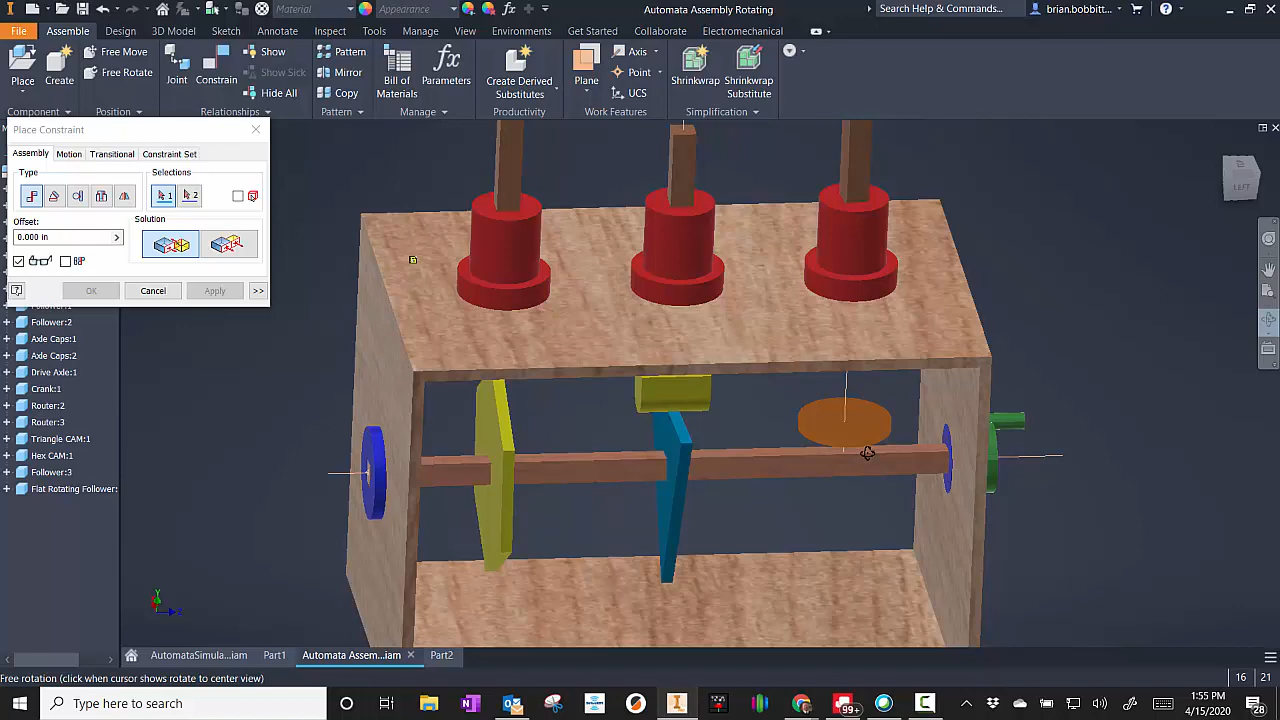 Material
Appearance
Automata Assembly Rotating
Search Help & Commands...
brian.bobbitt...
File
Assemble
Design
3D Model
Sketch
Annotate
Inspect
Tools
Manage
View
Environments
Get Started
Collaborate
Electromechanical
Place
Create
Free Move
Free Rotate
Joint
Constrain
Show
Show Sick
Hide All
Pattern
Mirror
Copy
Bill of
Materials
Parameters
Create Derived
Substitutes
Plane
Axis
Point
UCS
Shrinkwrap
Shrinkwrap
Substitute
Component
Position
Relationships
Pattern
Manage
Productivity
Work Features
Simplification
Place Constraint
Assembly
Motion
Transitional
Constraint Set
Type
Selections
1
2
Offset:
Solution
0.000 in
OK
Cancel
Apply
>>
Follower:2
Axle Caps:1
Axle Caps:2
Drive Axle:1
Crank:1
Router:2
Router:3
Triangle CAM:1
Hex CAM:1
Follower:3
Flat Rotating Follower:
LEFT
Y
AutomataSimula...iam
Part1
Automata Assem...iam
Part2
Free rotation (click when cursor shows rotate to center view)
16
21
Type here to search
99+
1:55 PM
4/15/2020
28